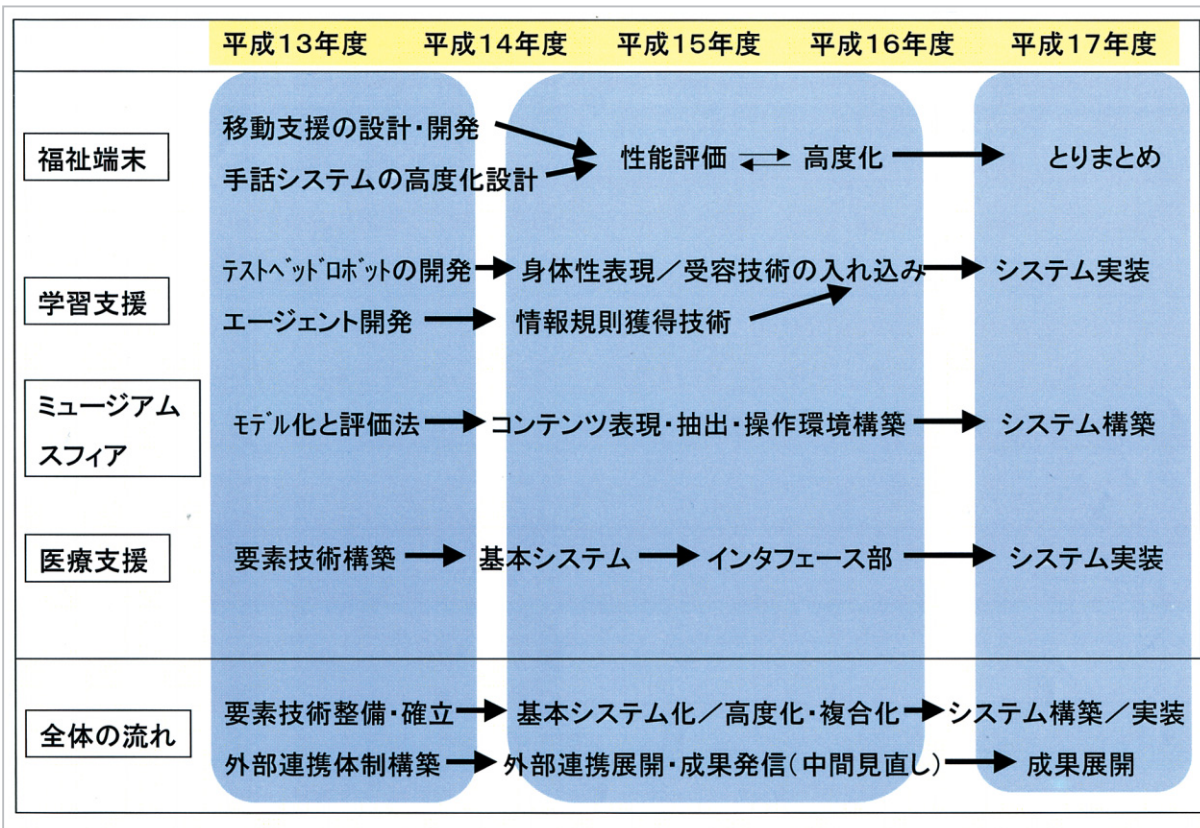 平成13年度 平成14年度 平成15年度 平成16年度 平成17年度
福祉端末
移動支援の設計・開発
手話システムの高度化設計
性能評価 高度化 とりまとめ
学習支援
テストベッドロボットの開発 身体性表現/受容技術の入れ込み システム実装
エージェント開発 情報規則獲得技術
ミュージアム
スフィア
モデル化と評価法 コンテンツ表現・抽出・操作環境構築 システム構築
医療支援
要素技術構築 基本システム インタフェース部 システム実装
全体の流れ
要素技術整備・確立 基本システム化/高度化・複合化 システム構築/実装
外部連携体制構築 外部連携展開・成果発信(中間見直し) 成果展開